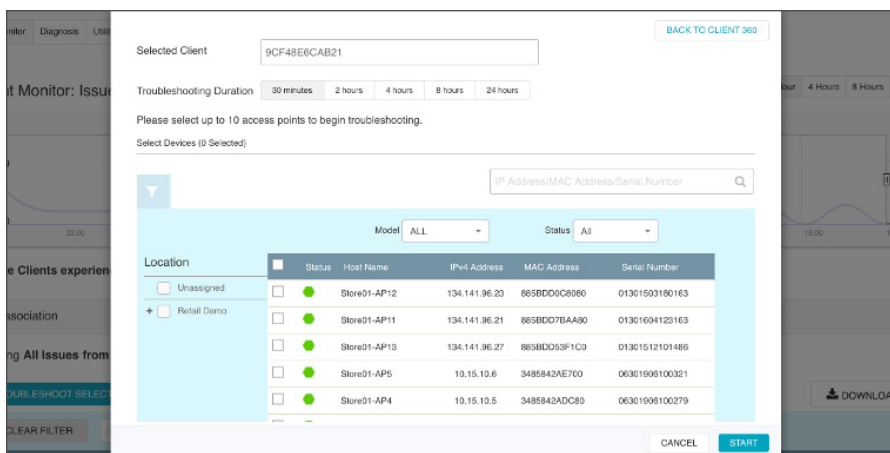 BACK TO CLIENT 360
Selected Client 9CF48E6CAB21
nitor Diagnosis Utilit
nt Monitor: Issue
Troubleshooting Duration 30 minutes 2 hours 4 hours 8 hours 24 hours
our 4 Hours 8 Hours
Please select up to 10 access points to begin troubleshooting.
Select Devices (0 Selected)
IP Address/MAC Address/Serial Number
22:00
16:00
Model ALL Status All
Location
Unassigned
+ Retail Demo
Status Host Name IPv4 Address MAC Address Serial Number
Store01-AP12 134.141.96.23 885BDD0C8080 01301503180163
Store01-AP11 134.141.96.21 885BDD7BAA80 01301604123163
Store01-AP13 134.141.96.27 885BDD53F1C0 01301512101486
Store01-AP5 10.15.10.6 3485842AE700 06301906100321
Store01-AP4 10.15.10.5 3485842ADC80 06301906100279
e Clients experien
ssociation
ng All Issues from
OUBLESHOOT SELECT
DOWNLOA
CLEAR FILTER
CANCEL START